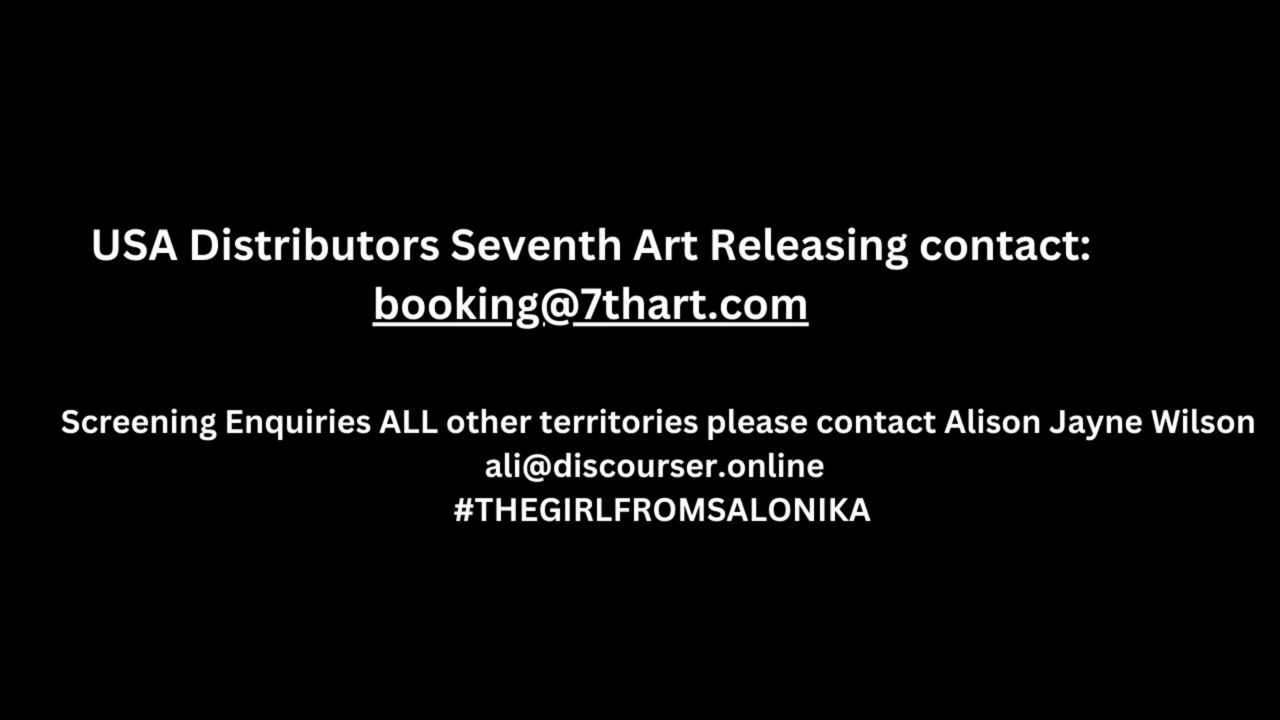 USA Distributors Seventh Art Releasing contact:
booking@7thart.com
Screening Enquiries ALL other territories please contact Alison Jayne Wilson
ali@discourser.online
#THEGIRLFROMSALONIKA